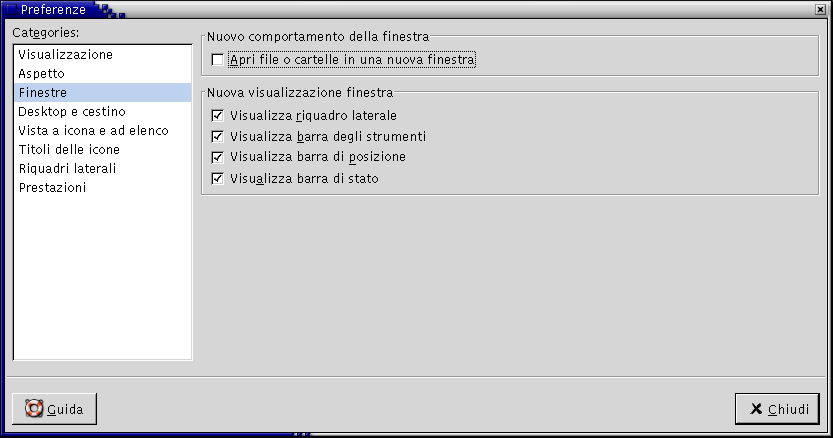 Preferenze
Categories:
Visualizzazione
Aspetto
Finestre
Desktop e cestino
Vista a icona e ad elenco
Titoli delle icone
Riquadri laterali
Prestazioni
Nuovo comportamento della finestra
Apri file o cartelle in una nuova finestra
Nuova visualizzazione finestra
Visualizza riquadro laterale
Visualizza barra degli strumenti
Visualizza barra di posizione
Visualizza barra di stato
Guida
Chiudi